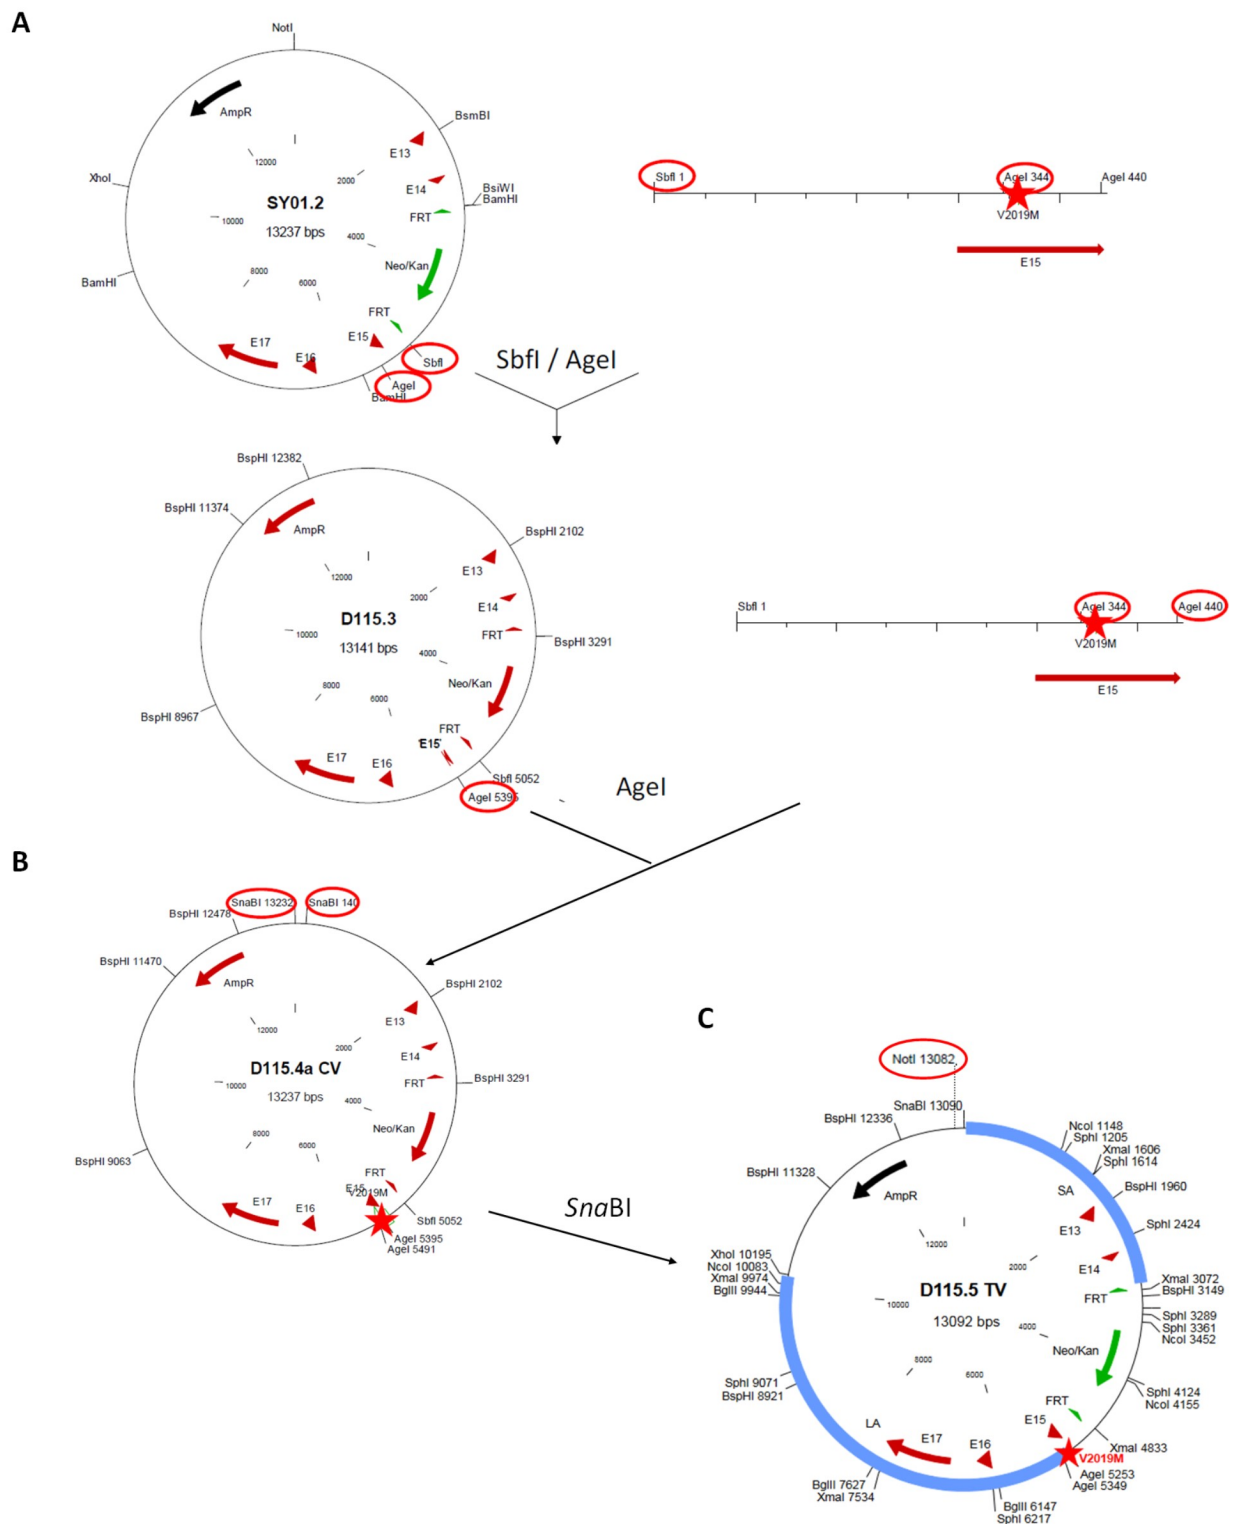 A
NotI
AmpR
BsmBI
E13
12000
2000
XhoI
E14
BsiWI
BamHI
SY01.2
FRT
10000
13237 bps
4000
Neo/Kan
8000
6000
BamHI
FRT
E17
E15
E16
SbfI
AgeI
BamHI
SbfI 1
AgeI 344
AgeI 440
V2019M
E15
SbfI / AgeI
BspHI 12382
BspHI 11374
AmpR
BspHI 2102
E13
12000
2000
E14
D115.3
FRT
10000
13141 bps
BspHI 3291
4000
Neo/Kan
8000
6000
BspHI 8967
FRT
E15'
E17
E16
SbfI 5052
AgeI 5395
SbfI 1
AgeI 344
AgeI 440
V2019M
E15
AgeI
B
SnaBI 13232
SnaBI 140
BspHI 12478
BspHI 11470
AmpR
BspHI 2102
E13
12000
2000
E14
D115.4a CV
FRT
BspHI 3291
10000
13237 bps
4000
Neo/Kan
8000
6000
BspHI 9063
FRT
E15
V2019M
E17
E16
SbfI 5052
AgeI 5395
AgeI 5491
SnaBI
C
NotI 13082
SnaBI 13090
BspHI 12336
NcoI 1148
SphI 1205
XmaI 1606
SphI 1614
BspHI 11328
AmpR
SA
BspHI 1960
E13
SphI 2424
12000
2000
XhoI 10195
NcoI 10083
XmaI 9974
BglII 9944
E14
XmaI 3072
BspHI 3149
D115.5 TV
FRT
10000
13092 bps
SphI 3289
SphI 3361
NcoI 3452
4000
Neo/Kan
8000
6000
SphI 9071
BspHI 8921
SphI 4124
NcoI 4155
FRT
LA
E15
E17
E16
XmaI 4833
V2019M
AgeI 5253
AgeI 5349
BglII 7627
XmaI 7534
BglII 6147
SphI 6217